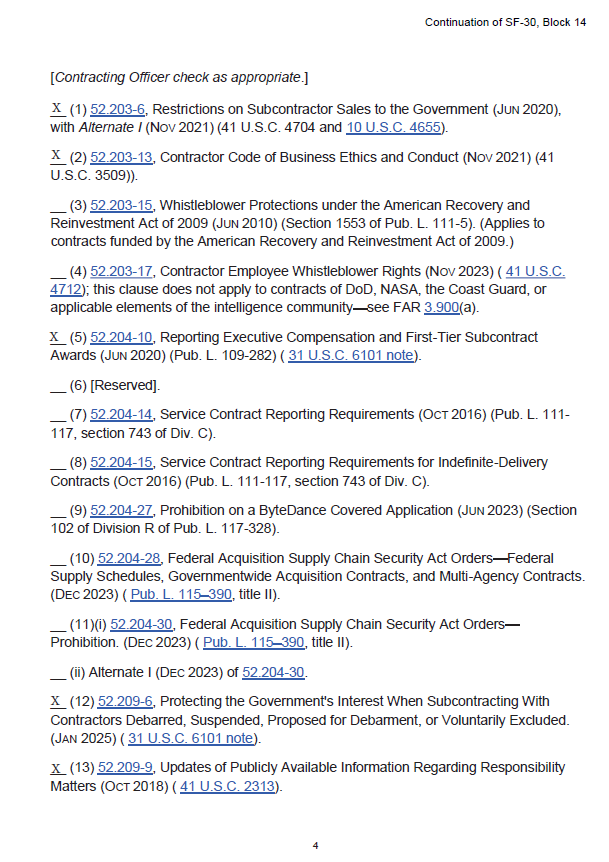 Continuation of SF-30, Block 14
[Contracting Officer check as appropriate.]
X (1) 52.203-6, Restrictions on Subcontractor Sales to the Government (JUN 2020),
with Alternate I (NOV 2021) (41 U.S.C. 4704 and 10 U.S.C. 4655).
X (2) 52.203-13, Contractor Code of Business Ethics and Conduct (NOV 2021) (41
U.S.C. 3509)).
__ (3) 52.203-15, Whistleblower Protections under the American Recovery and
Reinvestment Act of 2009 (JUN 2010) (Section 1553 of Pub. L. 111-5). (Applies to
contracts funded by the American Recovery and Reinvestment Act of 2009.)
__ (4) 52.203-17, Contractor Employee Whistleblower Rights (NOV 2023) ( 41 U.S.C.
4712); this clause does not apply to contracts of DoD, NASA, the Coast Guard, or
applicable elements of the intelligence community—see FAR 3.900(a).
X (5) 52.204-10, Reporting Executive Compensation and First-Tier Subcontract
Awards (JUN 2020) (Pub. L. 109-282) ( 31 U.S.C. 6101 note).
__ (6) [Reserved].
__ (7) 52.204-14, Service Contract Reporting Requirements (OCT 2016) (Pub. L. 111-
117, section 743 of Div. C).
__ (8) 52.204-15, Service Contract Reporting Requirements for Indefinite-Delivery
Contracts (OCT 2016) (Pub. L. 111-117, section 743 of Div. C).
__ (9) 52.204-27, Prohibition on a ByteDance Covered Application (JUN 2023) (Section
102 of Division R of Pub. L. 117-328).
__ (10) 52.204-28, Federal Acquisition Supply Chain Security Act Orders—Federal
Supply Schedules, Governmentwide Acquisition Contracts, and Multi-Agency Contracts.
(DEC 2023) ( Pub. L. 115–390, title II).
__ (11)(i) 52.204-30, Federal Acquisition Supply Chain Security Act Orders—
Prohibition. (DEC 2023) ( Pub. L. 115–390, title II).
__ (ii) Alternate I (DEC 2023) of 52.204-30.
X (12) 52.209-6, Protecting the Government's Interest When Subcontracting With
Contractors Debarred, Suspended, Proposed for Debarment, or Voluntarily Excluded.
(JAN 2025) ( 31 U.S.C. 6101 note).
X (13) 52.209-9, Updates of Publicly Available Information Regarding Responsibility
Matters (OCT 2018) ( 41 U.S.C. 2313).
4